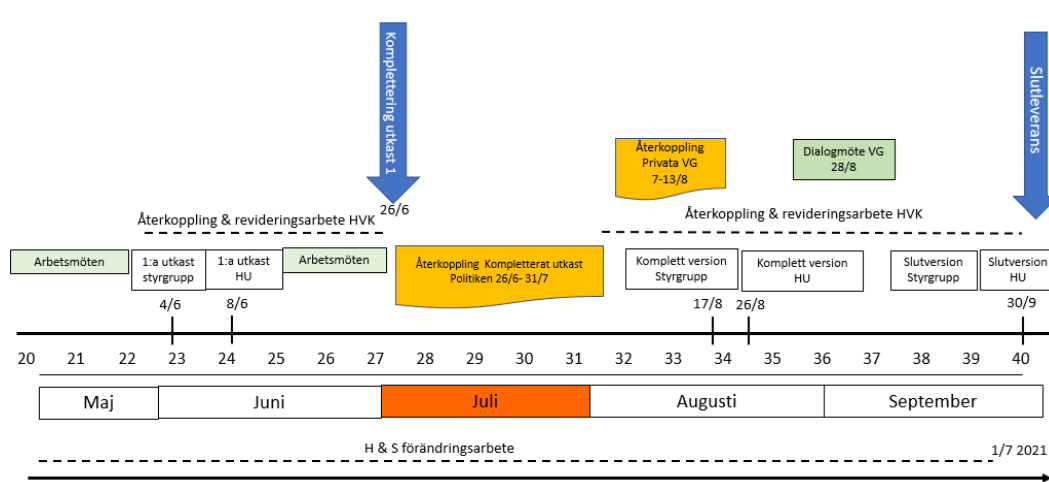 Komplettering utkast 1
Slutleverans
Återkoppling
Privata VG
7-13/8
Dialogmöte VG
28/8
26/6
Återkoppling & revideringsarbete HVK
Återkoppling & revideringsarbete HVK
Arbetsmöten
1:a utkast
styrgrupp
1:a utkast
HU
Arbetsmöten
Återkoppling Kompletterat utkast
Politiken 26/6- 31/7
Komplett version
Styrgrupp
Komplett version
HU
Slutversion
Styrgrupp
Slutversion
HU
4/6
8/6
17/8
26/8
30/9
20 21 22 23 24 25 26 27 28 29 30 31 32 33 34 35 36 37 38 39 40
Maj Juni Juli Augusti September
H & S förändringsarbete
1/7 2021